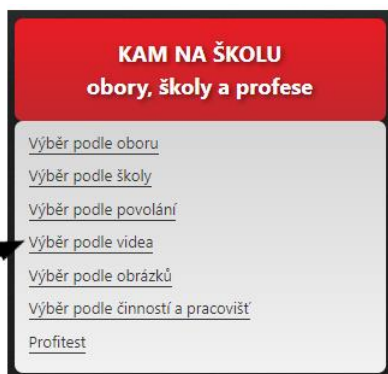 KAM NA ŠKOLU
obory, školy a profese
Výběr podle oboru
Výběr podle školy
Výběr podle povolání
Výběr podle videa
Výběr podle obrázků
Výběr podle činností a pracovišť
Profitest